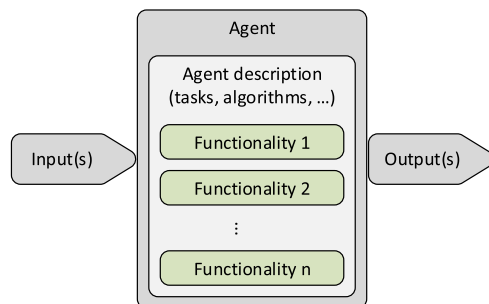 Agent
Agent description
(tasks, algorithms, ...)
Functionality 1
Input(s)
Output(s)
Functionality 2
⋮
Functionality n